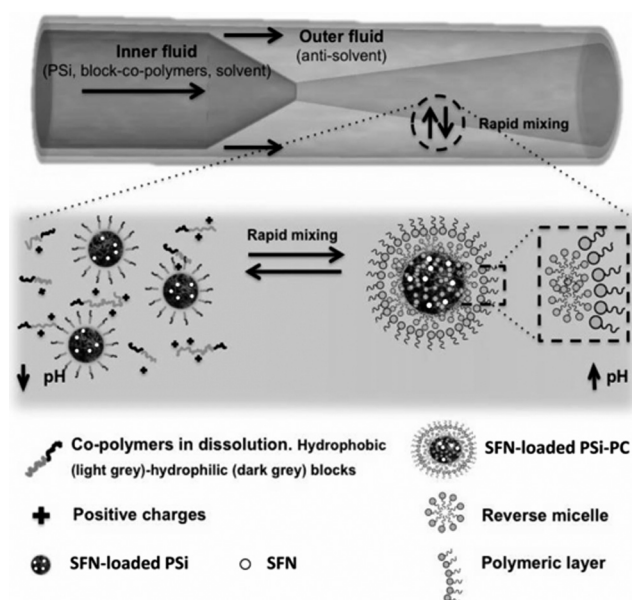 Inner fluid
(PSi, block-co-polymers, solvent)
Outer fluid
(anti-solvent)
Rapid mixing
Rapid mixing
pH
pH
Co-polymers in dissolution. Hydrophobic
(light grey)-hydrophilic (dark grey) blocks
SFN-loaded PSi-PC
Positive charges
Reverse micelle
SFN-loaded PSi
SFN
Polymeric layer